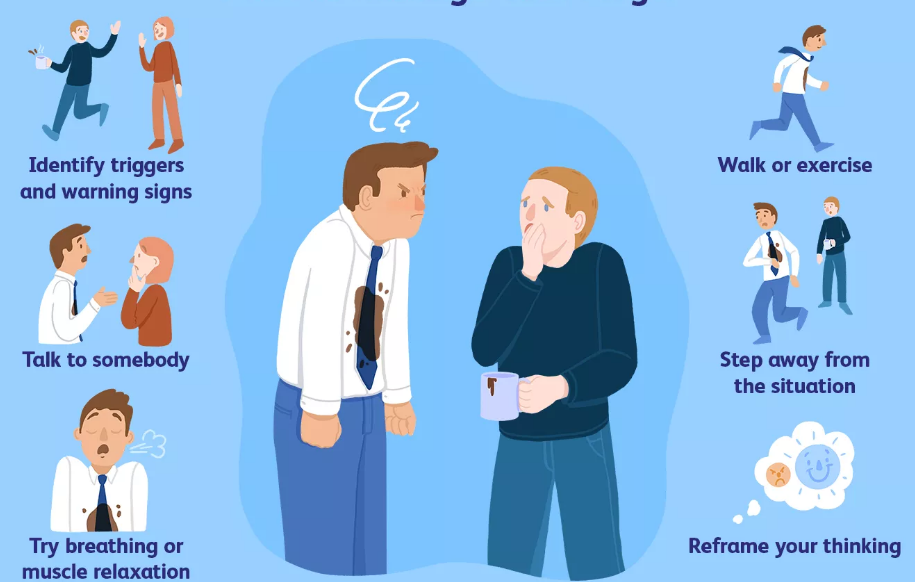 Identify triggers
and warning signs
Talk to somebody
Try breathing or
muscle relaxation
Walk or exercise
Step away from
the situation
Reframe your thinking